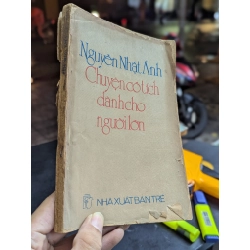 Nguyễn Nhật Ánh
Chuyện cổ tích
dành cho
người lớn
NHÀ XUẤT BẢN TRẺ